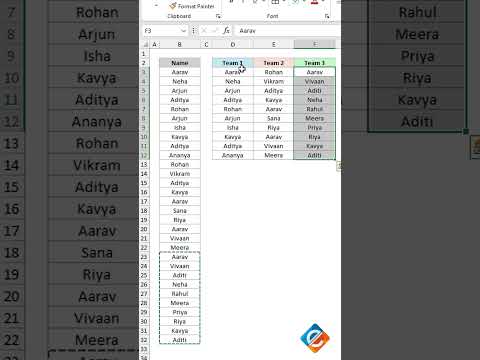 7 Rohan
8 Arjun
9 Isha
10 Kavya
11 Aditya
12 Ananya
13 Rohan
14 Vikram
15 Aditya
16 Kavya
17 Aarav
18 Sana
19 Riya
20 Aarav
21 Vivaan
22 Meera
Format Painter
Clipboard
Font
F3 fx Aarav
A B C D E F
1
2 Name Team 1 Team 2 Team 3
3 Aarav Aarav Rohan Aarav
4 Neha Neha Vikram Vivaan
5 Arjun Arjun Aditya Aditi
6 Aditya Aditya Kavya Neha
7 Rohan Rohan Aarav Rahul
8 Arjun Arjun Sana Meera
9 Isha Isha Riya Priya
10 Kavya Kavya Aarav Riya
11 Aditya Aditya Vivaan Kavya
12 Ananya Ananya Meera Aditi
13 Rohan
14 Vikram
15 Aditya
16 Kavya
17 Aarav
18 Sana
19 Riya
20 Aarav
21 Vivaan
22 Meera
23 Aarav
24 Vivaan
25 Aditi
26 Neha
27 Rahul
28 Meera
29 Priya
30 Riya
31 Kavya
32 Aditi
33
34
Rahul
Meera
Priya
Riya
Kavya
Aditi